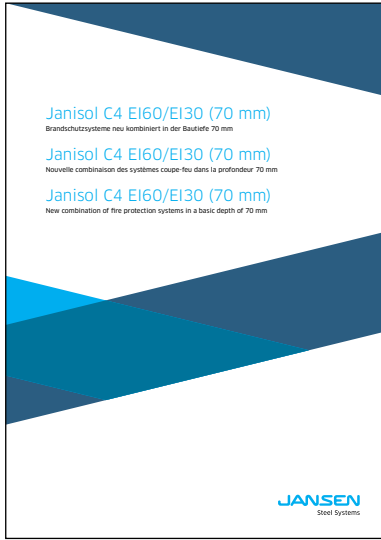 Janisol C4 EI60/EI30 (70 mm)
Brandschutzsysteme neu kombiniert in der Bautiefe 70 mm
Janisol C4 EI60/EI30 (70 mm)
Nouvelle combinaison des systèmes coupe-feu dans la profondeur 70 mm
Janisol C4 EI60/EI30 (70 mm)
New combination of fire protection systems in a basic depth of 70 mm
JANSEN
Steel Systems